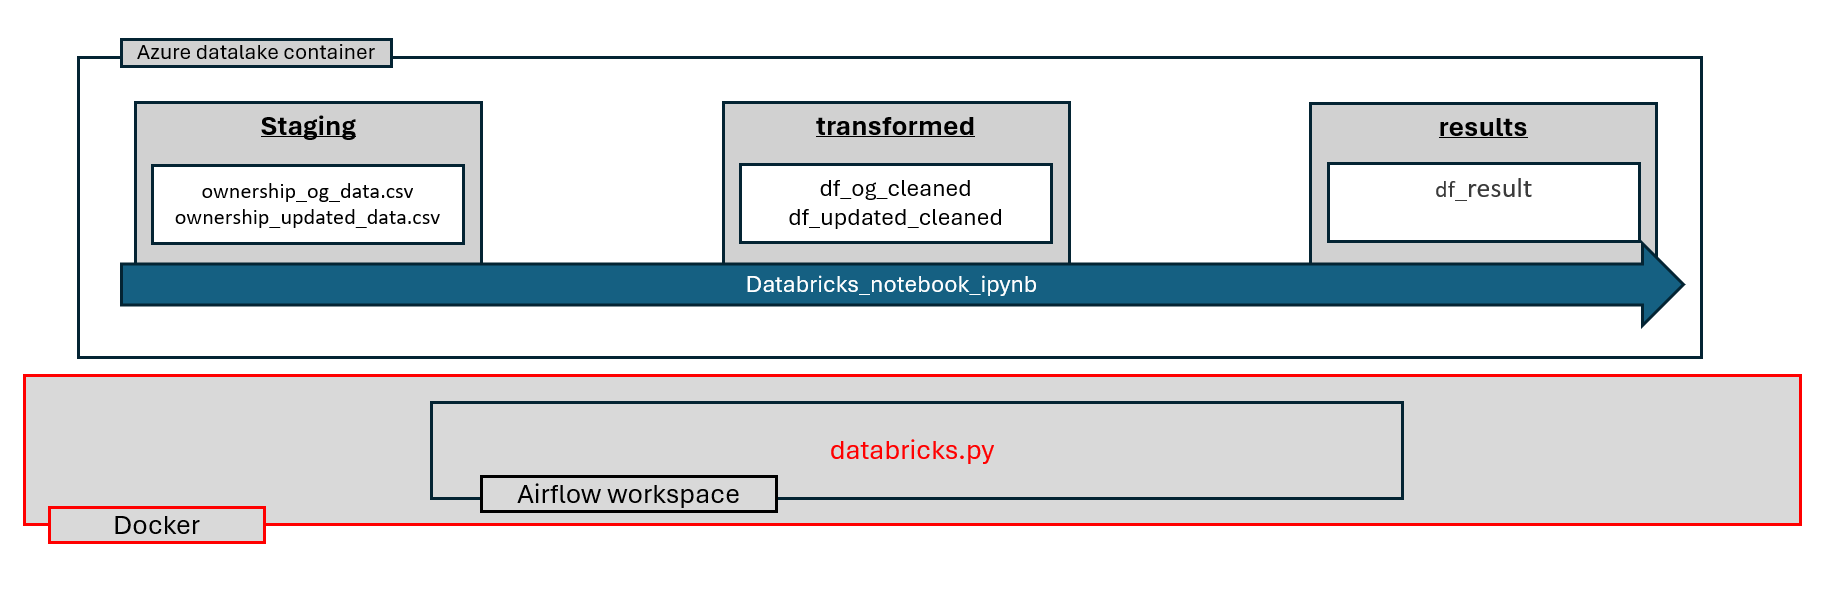 Azure datalake container
Staging
ownership_og_data.csv
ownership_updated_data.csv
transformed
df_og_cleaned
df_updated_cleaned
results
df_result
Databricks_notebook_ipynb
databricks.py
Airflow workspace
Docker